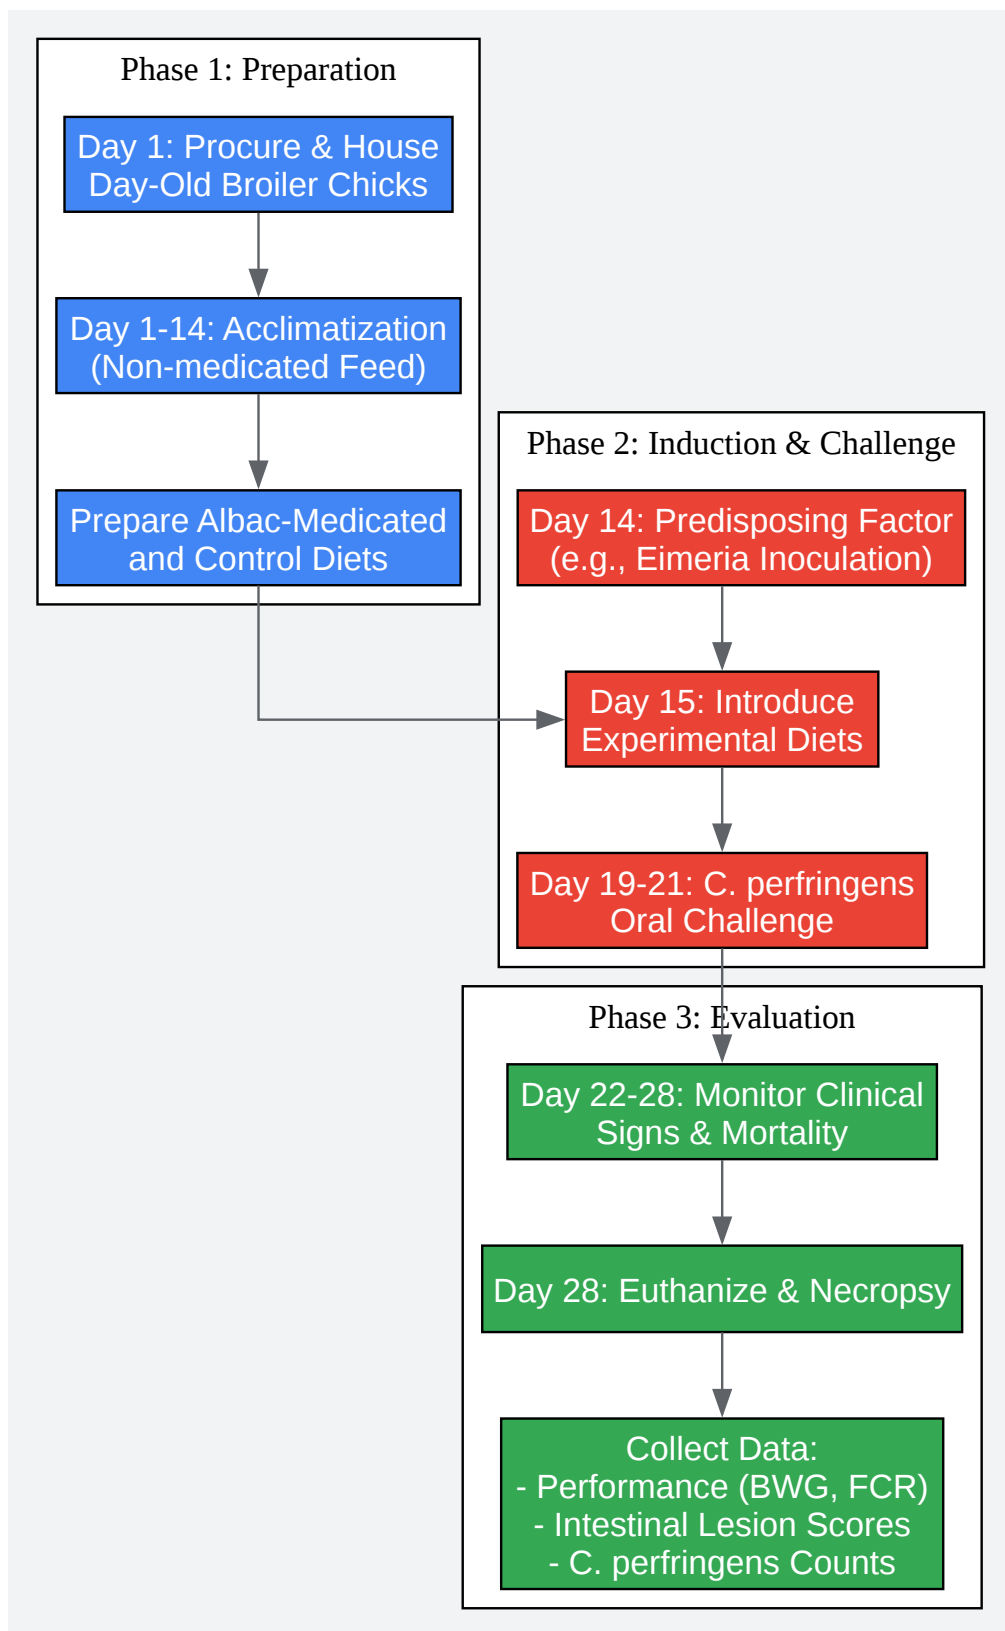 Phase 1: Preparation
Day 1: Procure & House
Day-Old Broiler Chicks
Day 1-14: Acclimatization
(Non-medicated Feed)
Prepare Albac-Medicated
and Control Diets
Phase 2: Induction & Challenge
Day 14: Predisposing Factor
(e.g., Eimeria Inoculation)
Day 15: Introduce
Experimental Diets
Day 19-21: C. perfringens
Oral Challenge
Phase 3: Evaluation
Day 22-28: Monitor Clinical
Signs & Mortality
Day 28: Euthanize & Necropsy
Collect Data:
- Performance (BWG, FCR)
- Intestinal Lesion Scores
- C. perfringens Counts